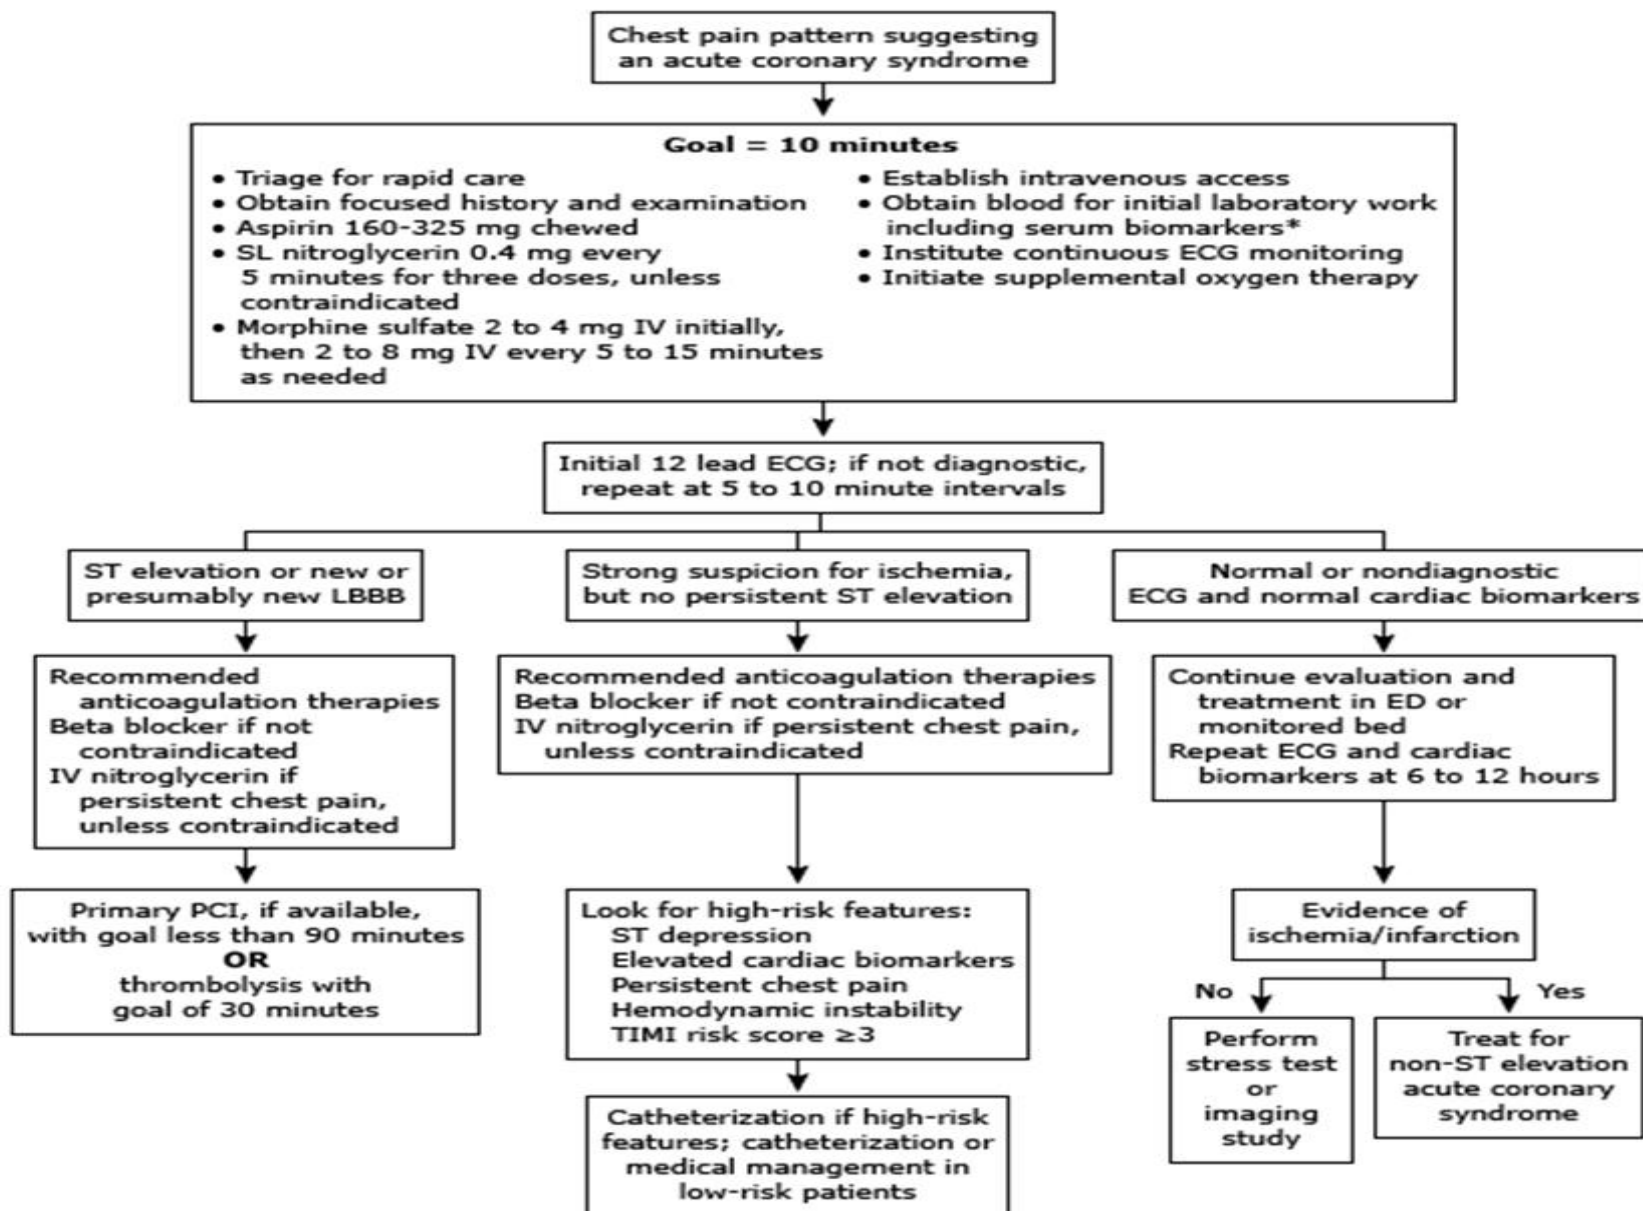 Chest pain pattern suggesting
an acute coronary syndrome
Goal = 10 minutes
• Triage for rapid care
• Obtain focused history and examination
• Aspirin 160-325 mg chewed
• SL nitroglycerin 0.4 mg every
5 minutes for three doses, unless
contraindicated
• Morphine sulfate 2 to 4 mg IV initially,
then 2 to 8 mg IV every 5 to 15 minutes
as needed
• Establish intravenous access
• Obtain blood for initial laboratory work
including serum biomarkers*
• Institute continuous ECG monitoring
• Initiate supplemental oxygen therapy
Initial 12 lead ECG; if not diagnostic,
repeat at 5 to 10 minute intervals
ST elevation or new or
presumably new LBBB
Recommended
anticoagulation therapies
Beta blocker if not
contraindicated
IV nitroglycerin if
persistent chest pain,
unless contraindicated
Primary PCI, if available,
with goal less than 90 minutes
OR
thrombolysis with
goal of 30 minutes
Strong suspicion for ischemia,
but no persistent ST elevation
Recommended anticoagulation therapies
Beta blocker if not contraindicated
IV nitroglycerin if persistent chest pain,
unless contraindicated
Look for high-risk features:
ST depression
Elevated cardiac biomarkers
Persistent chest pain
Hemodynamic instability
TIMI risk score ≥3
Catheterization if high-risk
features; catheterization or
medical management in
low-risk patients
Normal or nondiagnostic
ECG and normal cardiac biomarkers
Continue evaluation and
treatment in ED or
monitored bed
Repeat ECG and cardiac
biomarkers at 6 to 12 hours
Evidence of
ischemia/infarction
No
Yes
Perform
stress test
or
imaging
study
Treat for
non-ST elevation
acute coronary
syndrome